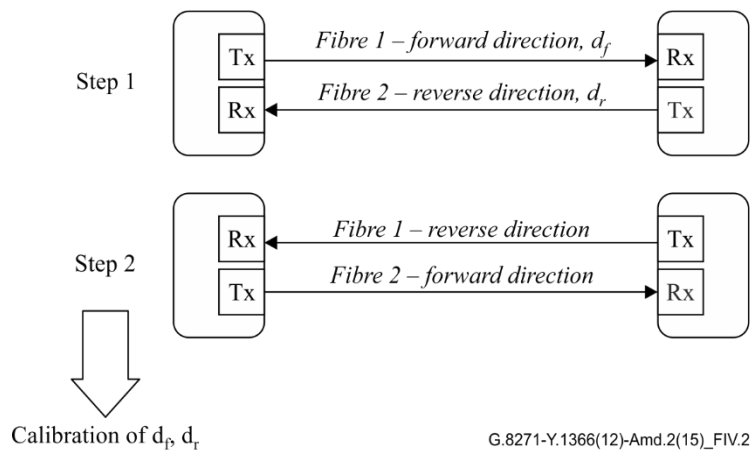 Step 1
Tx
Fibre 1 – forward direction, d_f
Rx
Rx
Fibre 2 – reverse direction, d_r
Tx
Step 2
Rx
Fibre 1 – reverse direction
Tx
Tx
Fibre 2 – forward direction
Rx
Calibration of d_f, d_r
G.8271-Y.1366(12)-Amd.2(15)_FIV.2